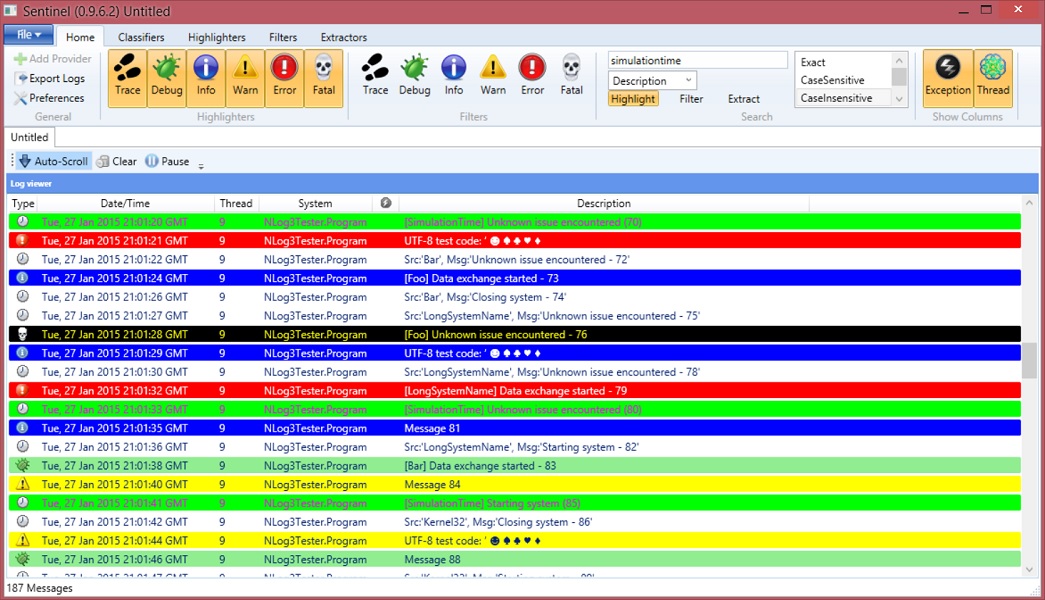 Sentinel (0.9.6.2) Untitled
File Home Classifiers Highlighters Filters Extractors
Add Provider
Export Logs
Preferences
General
Trace Debug Info Warn Error Fatal
Highlighters
Trace Debug Info Warn Error Fatal
Filters
simulationtime
Description
Highlight Filter Extract
Exact
CaseSensitive
CaseInsensitive
Search
Exception Thread
Show Columns
Untitled
Auto-Scroll Clear Pause
Log viewer
Type Date/Time Thread System Description
Tue, 27 Jan 2015 21:01:20 GMT 9 NLog3Tester.Program [SimulationTime] Unknown issue encountered (70)
Tue, 27 Jan 2015 21:01:21 GMT 9 NLog3Tester.Program UTF-8 test code: ' ☻ ♠ ♣ ♥ ♦
Tue, 27 Jan 2015 21:01:22 GMT 9 NLog3Tester.Program Src:'Bar', Msg:'Unknown issue encountered - 72'
Tue, 27 Jan 2015 21:01:24 GMT 9 NLog3Tester.Program [Foo] Data exchange started - 73
Tue, 27 Jan 2015 21:01:26 GMT 9 NLog3Tester.Program Src:'Bar', Msg:'Closing system - 74'
Tue, 27 Jan 2015 21:01:27 GMT 9 NLog3Tester.Program Src:'LongSystemName', Msg:'Unknown issue encountered - 75'
Tue, 27 Jan 2015 21:01:28 GMT 9 NLog3Tester.Program [Foo] Unknown issue encountered - 76
Tue, 27 Jan 2015 21:01:29 GMT 9 NLog3Tester.Program UTF-8 test code: ' ☻ ♠ ♣ ♥ ♦
Tue, 27 Jan 2015 21:01:30 GMT 9 NLog3Tester.Program Src:'LongSystemName', Msg:'Unknown issue encountered - 78'
Tue, 27 Jan 2015 21:01:32 GMT 9 NLog3Tester.Program [LongSystemName] Data exchange started - 79
Tue, 27 Jan 2015 21:01:33 GMT 9 NLog3Tester.Program [SimulationTime] Unknown issue encountered (80)
Tue, 27 Jan 2015 21:01:35 GMT 9 NLog3Tester.Program Message 81
Tue, 27 Jan 2015 21:01:36 GMT 9 NLog3Tester.Program Src:'LongSystemName', Msg:'Starting system - 82'
Tue, 27 Jan 2015 21:01:38 GMT 9 NLog3Tester.Program [Bar] Data exchange started - 83
Tue, 27 Jan 2015 21:01:40 GMT 9 NLog3Tester.Program Message 84
Tue, 27 Jan 2015 21:01:41 GMT 9 NLog3Tester.Program [SimulationTime] Starting system (85)
Tue, 27 Jan 2015 21:01:42 GMT 9 NLog3Tester.Program Src:'Kernel32', Msg:'Closing system - 86'
Tue, 27 Jan 2015 21:01:44 GMT 9 NLog3Tester.Program UTF-8 test code: ' ☻ ♠ ♣ ♥ ♦
Tue, 27 Jan 2015 21:01:46 GMT 9 NLog3Tester.Program Message 88
187 Messages